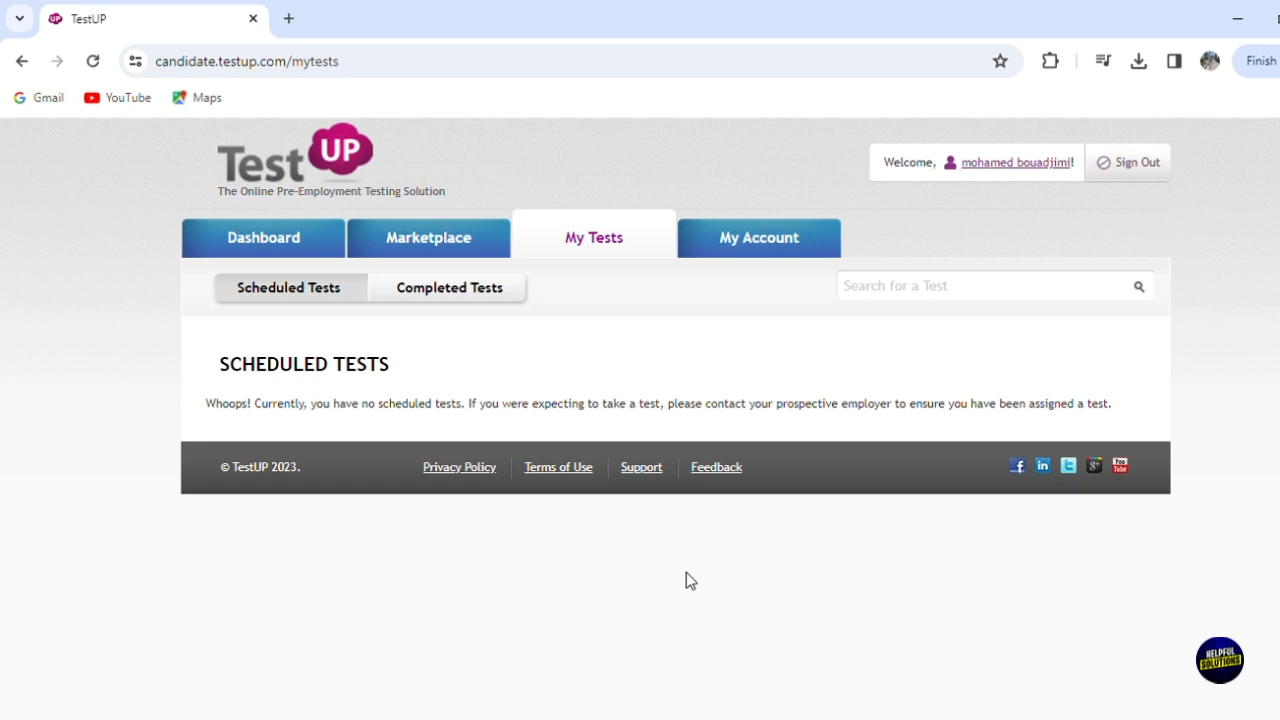 TestUP
candidate.testup.com/mytests
Finish
Gmail YouTube Maps
Test UP
The Online Pre-Employment Testing Solution
Welcome, mohamed bouadjimi! Sign Out
Dashboard Marketplace My Tests My Account
Scheduled Tests Completed Tests Search for a Test
SCHEDULED TESTS
Whoops! Currently, you have no scheduled tests. If you were expecting to take a test, please contact your prospective employer to ensure you have been assigned a test.
© TestUP 2023. Privacy Policy Terms of Use Support Feedback
HELPFUL
SOLUTIONS